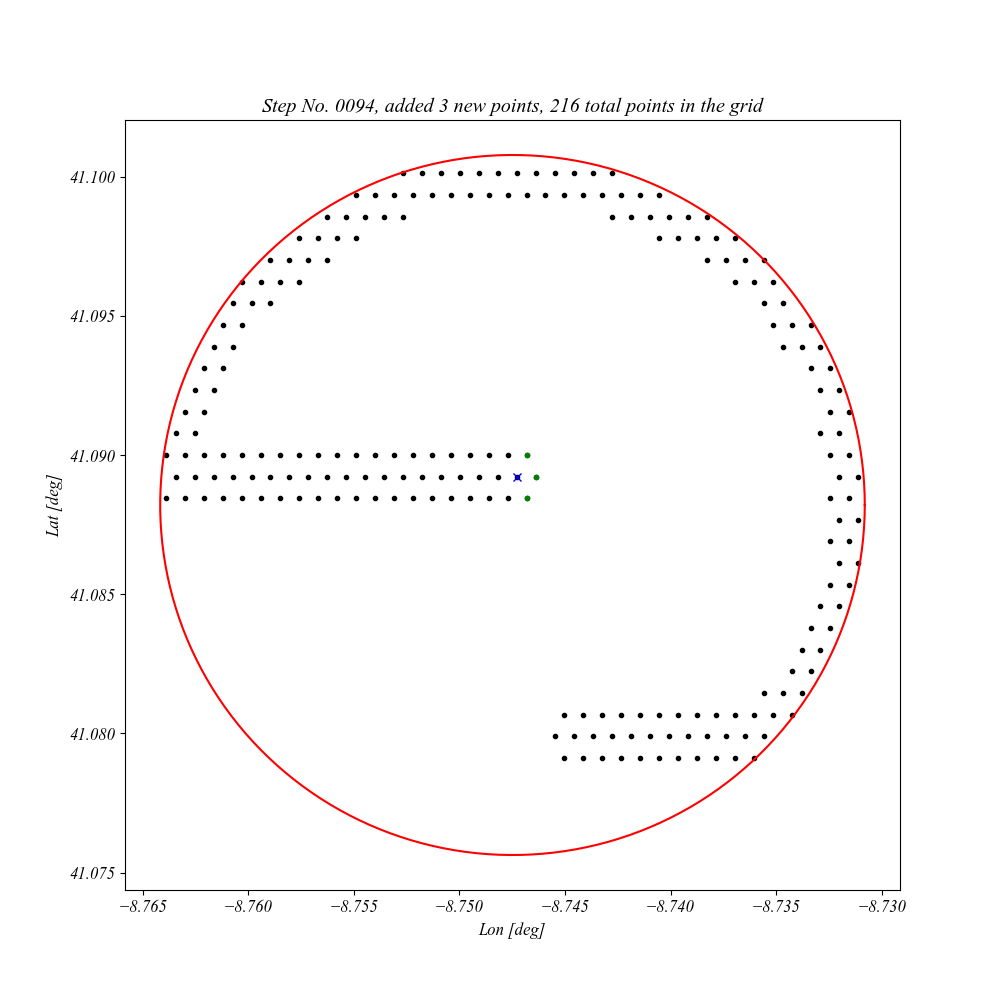 Step No. 0094, added 3 new points, 216 total points in the grid
41.100
41.095
41.090
41.085
41.080
41.075
Lat [deg]
−8.765 −8.760 −8.755 −8.750 −8.745 −8.740 −8.735 −8.730
Lon [deg]